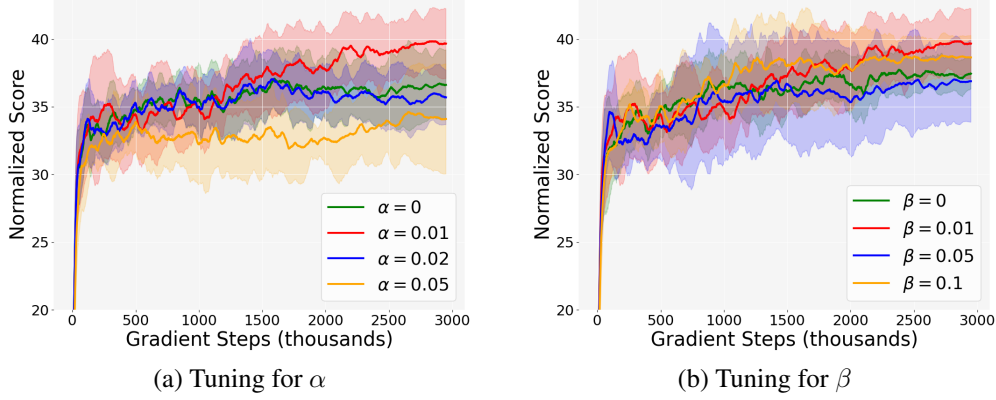 40
35
30
25
20
Normalized Score
α = 0
α = 0.01
α = 0.02
α = 0.05
0 500 1000 1500 2000 2500 3000
Gradient Steps (thousands)
(a) Tuning for α
40
35
30
25
20
Normalized Score
β = 0
β = 0.01
β = 0.05
β = 0.1
0 500 1000 1500 2000 2500 3000
Gradient Steps (thousands)
(b) Tuning for β